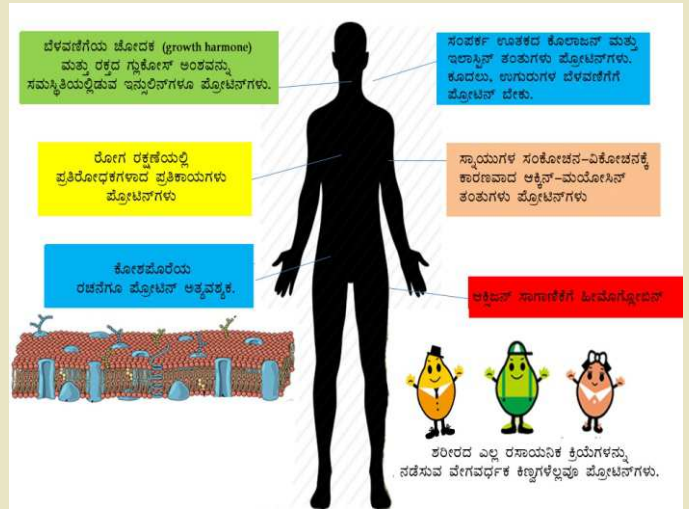 ಬೆಳವಣಿಗೆಯ ಚೋದಕ (growth harmone)
ಮತ್ತು ರಕ್ತದ ಗ್ಲುಕೋಸ್ ಅಂಶವನ್ನು
ಸಮಸ್ಥಿತಿಯಲ್ಲಿಡುವ ಇನ್ಸುಲಿನ್‌ಗಳೂ ಪ್ರೋಟಿನ್‌ಗಳು.
ಸಂಪರ್ಕ ಊತಕದ ಕೊಲಾಜನ್ ಮತ್ತು
ಇಲಾಸ್ಟಿನ್ ತಂತುಗಳು ಪ್ರೋಟಿನ್‌ಗಳು.
ಕೂದಲು, ಉಗುರುಗಳ ಬೆಳವಣಿಗೆಗೆ
ಪ್ರೋಟಿನ್ ಬೇಕು.
ರೋಗ ರಕ್ಷಣೆಯಲ್ಲಿ
ಪ್ರತಿರೋಧಕಗಳಾದ ಪ್ರತಿಕಾಯಗಳು
ಪ್ರೋಟಿನ್‌ಗಳು
ಸ್ನಾಯುಗಳ ಸಂಕೋಚನ-ವಿಕೋಚನಕ್ಕೆ
ಕಾರಣವಾದ ಆಕ್ಟಿನ್-ಮಯೋಸಿನ್
ತಂತುಗಳು ಪ್ರೋಟಿನ್‌ಗಳು
ಕೋಶಪೊರೆಯ
ರಚನೆಗೂ ಪ್ರೋಟಿನ್ ಅತ್ಯವಶ್ಯಕ.
ಆಕ್ಸಿಜನ್ ಸಾಗಾಣಿಕೆಗೆ ಹೀಮೊಗ್ಲೋಬಿನ್
ಶರೀರದ ಎಲ್ಲ ರಸಾಯನಿಕ ಕ್ರಿಯೆಗಳನ್ನು
ನಡೆಸುವ ವೇಗವರ್ಧಕ ಕಿಣ್ವಗಳೆಲ್ಲವೂ ಪ್ರೋಟಿನ್‌ಗಳು.